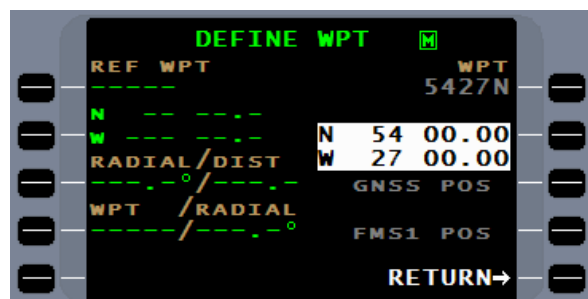 DEFINE WPT M
REF WPT WPT
----- 5427N
N -- --.-
W --- --.- N 54 00.00
RADIAL/DIST W 27 00.00
---.-°/---.- GNSS POS
WPT /RADIAL
-----/---.-° FMS1 POS
RETURN→